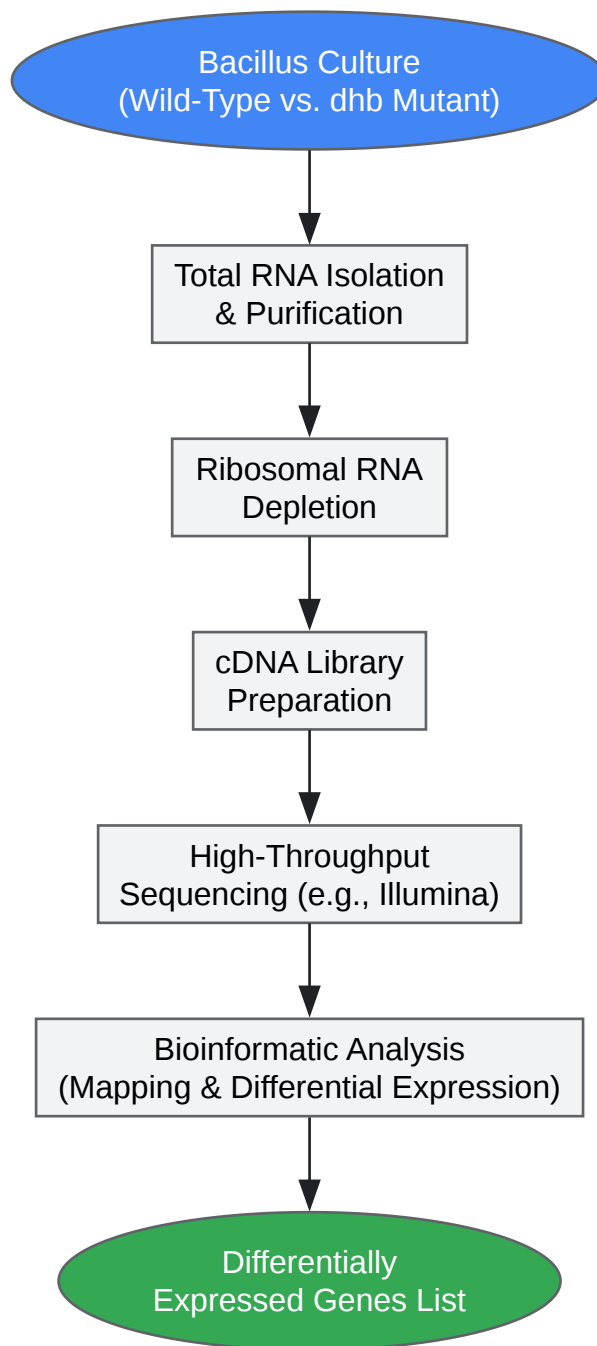 Bacillus Culture
(Wild-Type vs. dhb Mutant)
Total RNA Isolation
& Purification
Ribosomal RNA
Depletion
cDNA Library
Preparation
High-Throughput
Sequencing (e.g., Illumina)
Bioinformatic Analysis
(Mapping & Differential Expression)
Differentially
Expressed Genes List